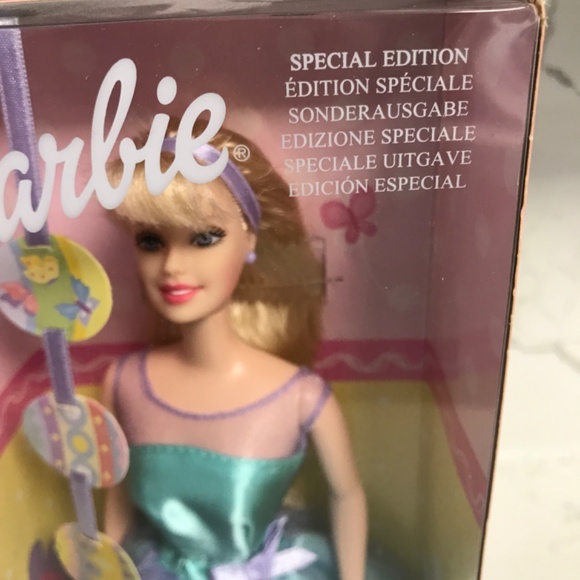 SPECIAL EDITION
ÉDITION SPÉCIALE
SONDERAUSGABE
EDIZIONE SPECIALE
SPECIALE UITGAVE
EDICIÓN ESPECIAL
arbie®